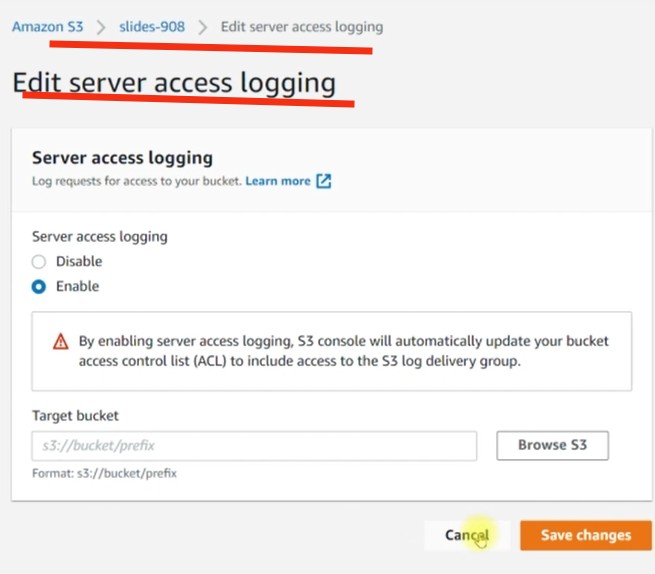 Amazon S3 > slides-908 > Edit server access logging
Edit server access logging
Server access logging
Log requests for access to your bucket. Learn more
Server access logging
Disable
Enable
By enabling server access logging, S3 console will automatically update your bucket
access control list (ACL) to include access to the S3 log delivery group.
Target bucket
s3://bucket/prefix
Browse S3
Format: s3://bucket/prefix
Cancel
Save changes